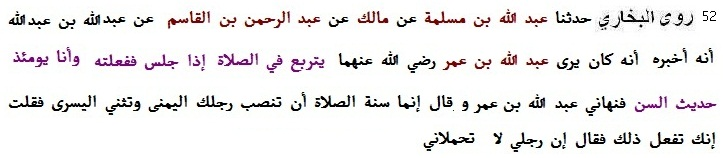 52 روى البخاري حدثنا عبد الله بن مسلمة عن مالك عن عبد الرحمن بن القاسم عن عبدالله بن عبدالله
أنه أخبره أنه كان يرى عبد الله بن عمر رضي الله عنهما يتربع في الصلاة إذا جلس ففعلته وأنا يومئذ
حديث السن فنهاني عبد الله بن عمر و قال إنما سنة الصلاة أن تنصب رجلك اليمنى وتثني اليسرى فقلت
إنك تفعل ذلك فقال إن رجلي لا تحملاني